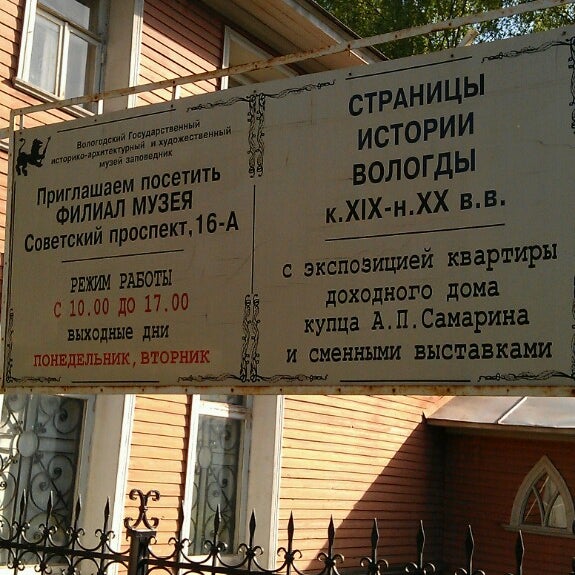 Вологодский Государственный
историко-архитектурный и художественный
музей заповедник
Приглашаем посетить
ФИЛИАЛ МУЗЕЯ
Советский проспект, 16-А
РЕЖИМ РАБОТЫ
С 10.00 ДО 17.00
ВЫХОДНЫЕ ДНИ
ПОНЕДЕЛЬНИК, ВТОРНИК
СТРАНИЦЫ
ИСТОРИИ
ВОЛОГДЫ
к.XIX-н.XX в.в.
с экспозицией квартиры
доходного дома
купца А.П.Самарина
и сменными выставками